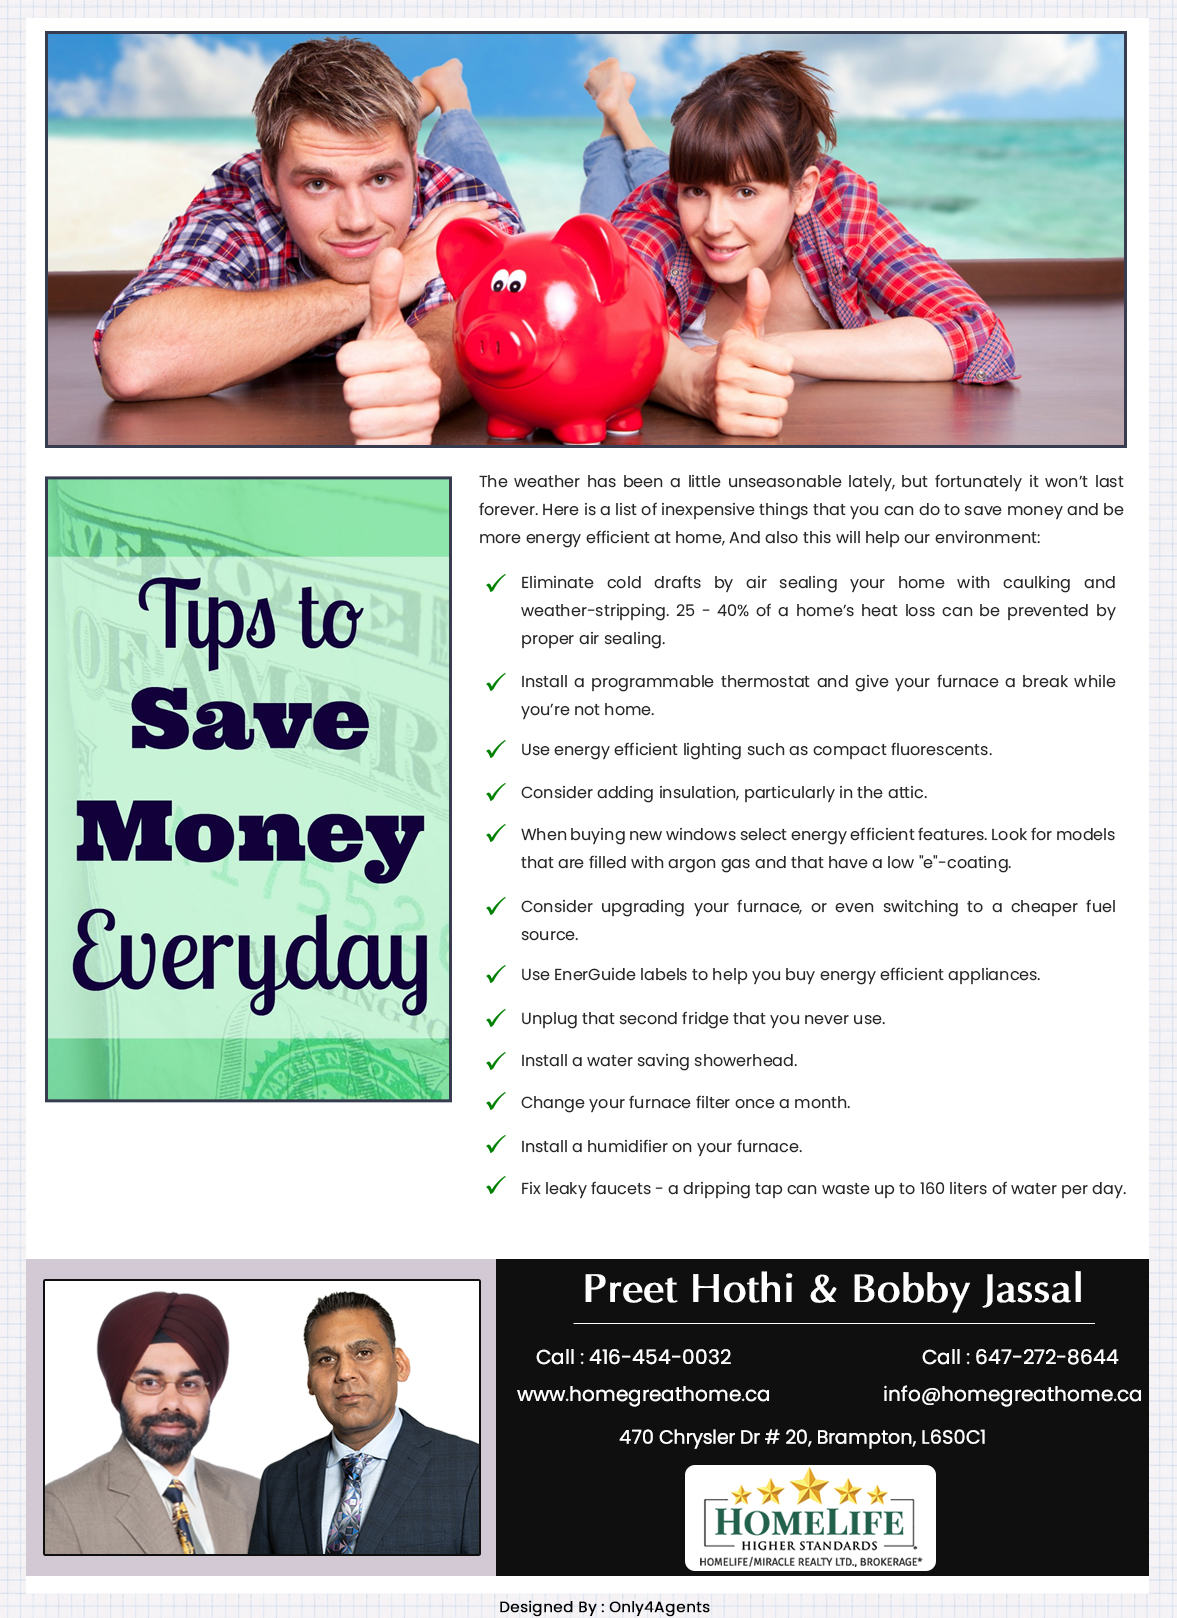 The weather has been a little unseasonable lately, but fortunately it won’t last
forever. Here is a list of inexpensive things that you can do to save money and be
more energy efficient at home, And also this will help our environment:
Tips to
Save
Money
Everyday
Eliminate cold drafts by air sealing your home with caulking and
weather-stripping. 25 - 40% of a home’s heat loss can be prevented by
proper air sealing.
Install a programmable thermostat and give your furnace a break while
you’re not home.
Use energy efficient lighting such as compact fluorescents.
Consider adding insulation, particularly in the attic.
When buying new windows select energy efficient features. Look for models
that are filled with argon gas and that have a low "e"-coating.
Consider upgrading your furnace, or even switching to a cheaper fuel
source.
Use EnerGuide labels to help you buy energy efficient appliances.
Unplug that second fridge that you never use.
Install a water saving showerhead.
Change your furnace filter once a month.
Install a humidifier on your furnace.
Fix leaky faucets - a dripping tap can waste up to 160 liters of water per day.
Preet Hothi & Bobby Jassal
Call : 416-454-0032 Call : 647-272-8644
www.homegreathome.ca info@homegreathome.ca
470 Chrysler Dr # 20, Brampton, L6S0C1
HOMELIFE
HIGHER STANDARDS
HOMELIFE/MIRACLE REALTY LTD., BROKERAGE*
Designed By : Only4Agents